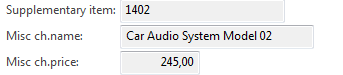 Supplementary item: 1402
Misc ch.name: Car Audio System Model 02
Misc ch.price: 245,00